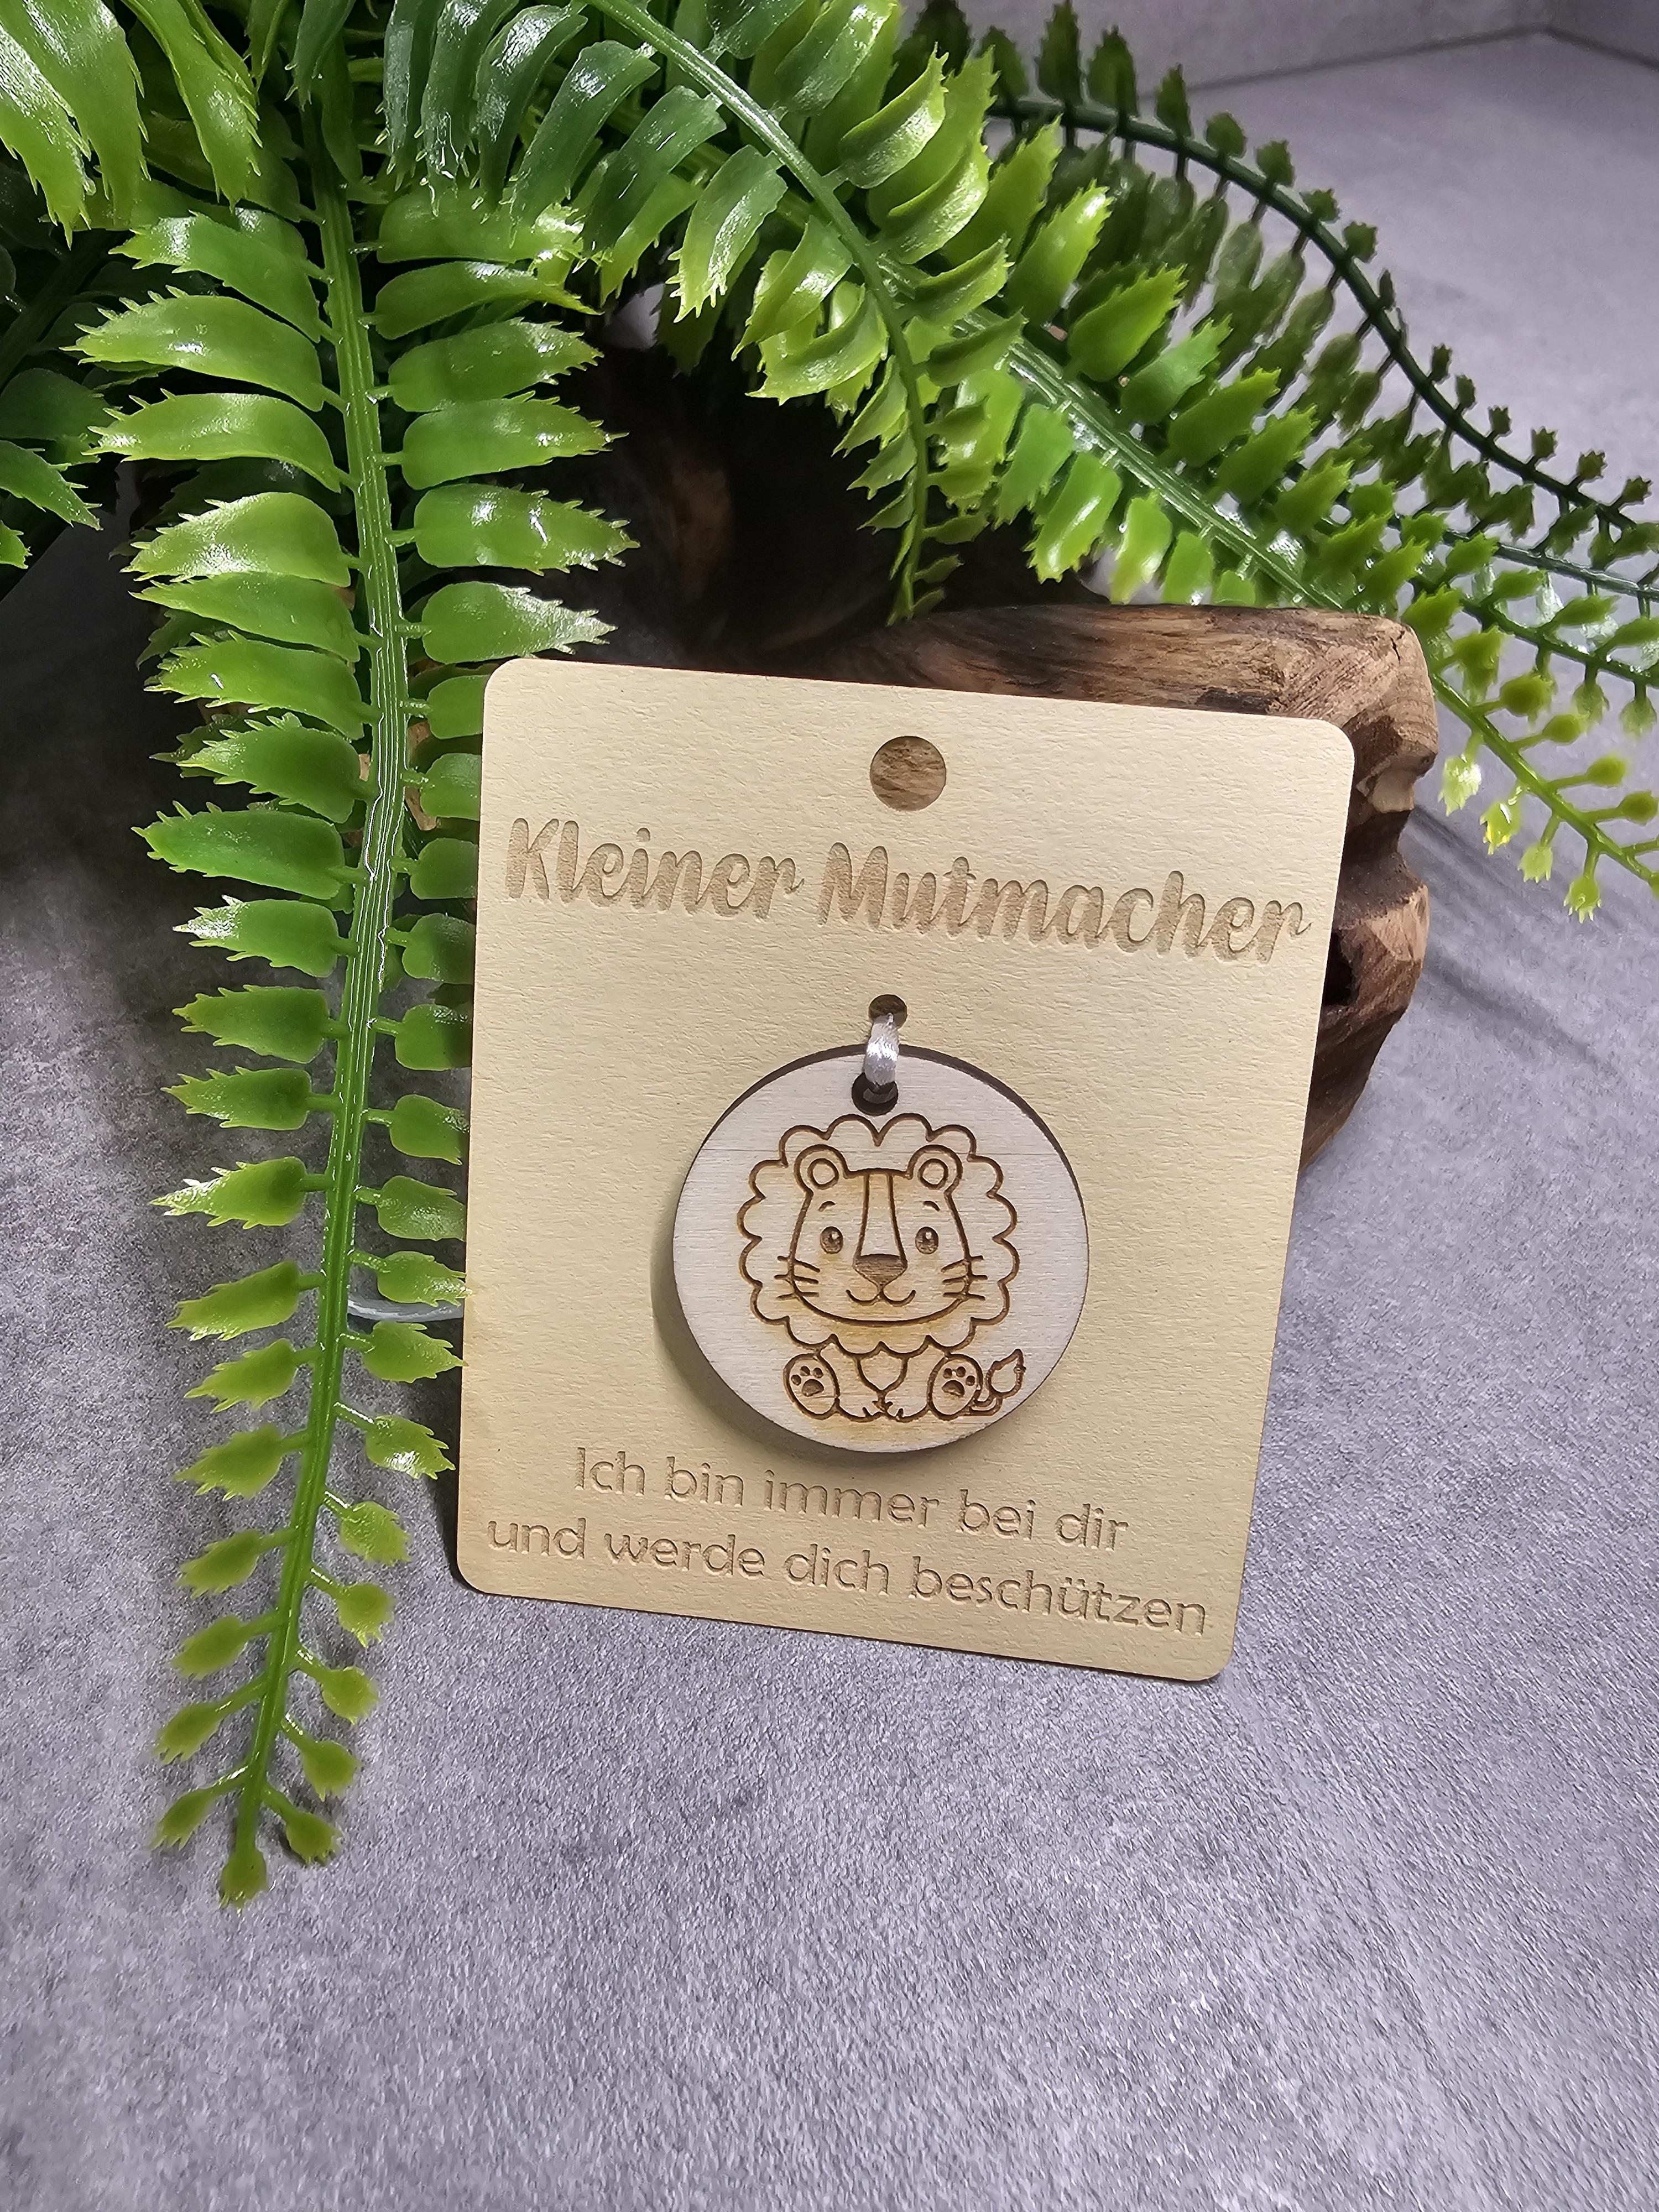 Kleiner Mutmacher
Ich bin immer bei dir
und werde dich beschützen